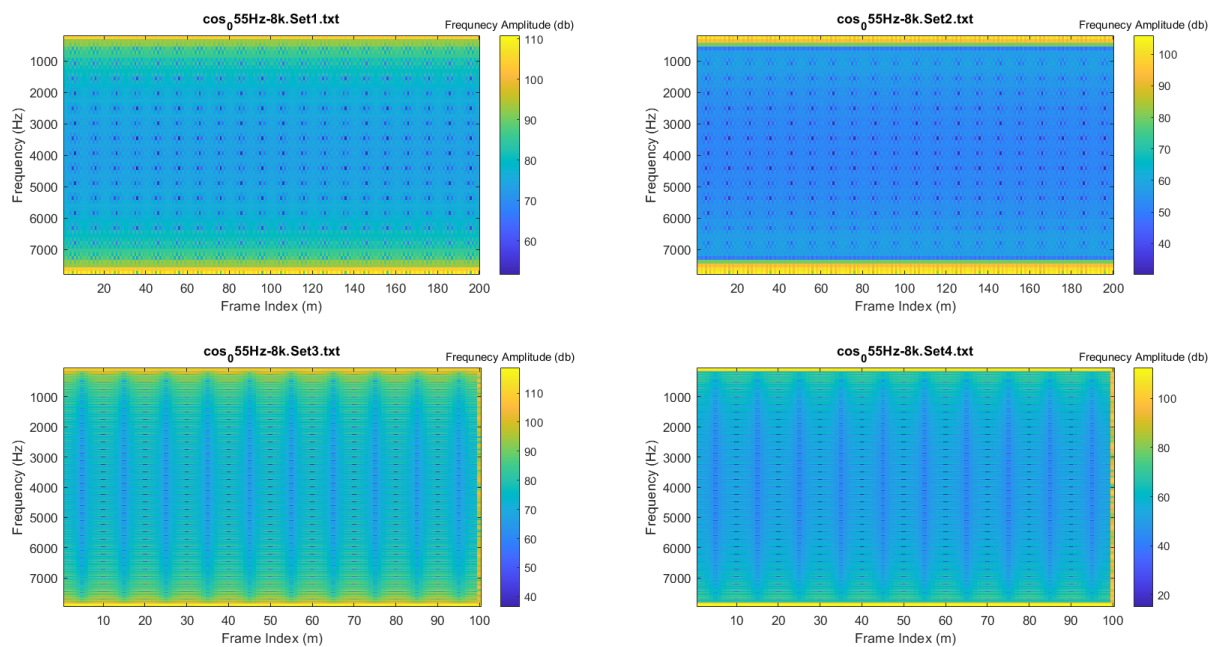 cos₀55Hz-8k.Set1.txt
Frequnecy Amplitude (db)
Frequency (Hz)
1000
2000
3000
4000
5000
6000
7000
20 40 60 80 100 120 140 160 180 200
Frame Index (m)
110
100
90
80
70
60
cos₀55Hz-8k.Set2.txt
Frequnecy Amplitude (db)
Frequency (Hz)
1000
2000
3000
4000
5000
6000
7000
20 40 60 80 100 120 140 160 180 200
Frame Index (m)
100
90
80
70
60
50
40
cos₀55Hz-8k.Set3.txt
Frequnecy Amplitude (db)
Frequency (Hz)
1000
2000
3000
4000
5000
6000
7000
10 20 30 40 50 60 70 80 90 100
Frame Index (m)
110
100
90
80
70
60
50
40
cos₀55Hz-8k.Set4.txt
Frequnecy Amplitude (db)
Frequency (Hz)
1000
2000
3000
4000
5000
6000
7000
10 20 30 40 50 60 70 80 90 100
Frame Index (m)
100
80
60
40
20